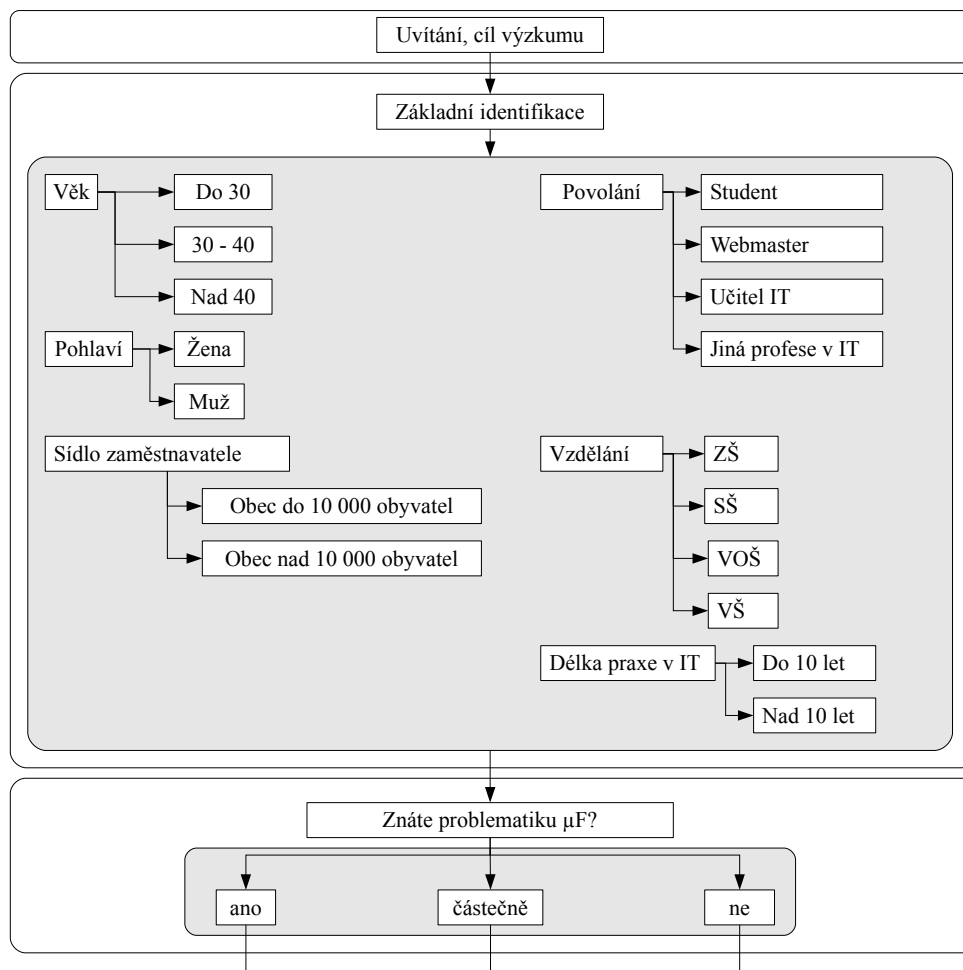 Uvítání, cíl výzkumu
Základní identifikace
Věk
Do 30
30 - 40
Nad 40
Pohlaví
Žena
Muž
Sídlo zaměstnavatele
Obec do 10 000 obyvatel
Obec nad 10 000 obyvatel
Povolání
Student
Webmaster
Učitel IT
Jiná profese v IT
Vzdělání
ZŠ
SŠ
VOŠ
VŠ
Délka praxe v IT
Do 10 let
Nad 10 let
Znáte problematiku µF?
ano
částečně
ne